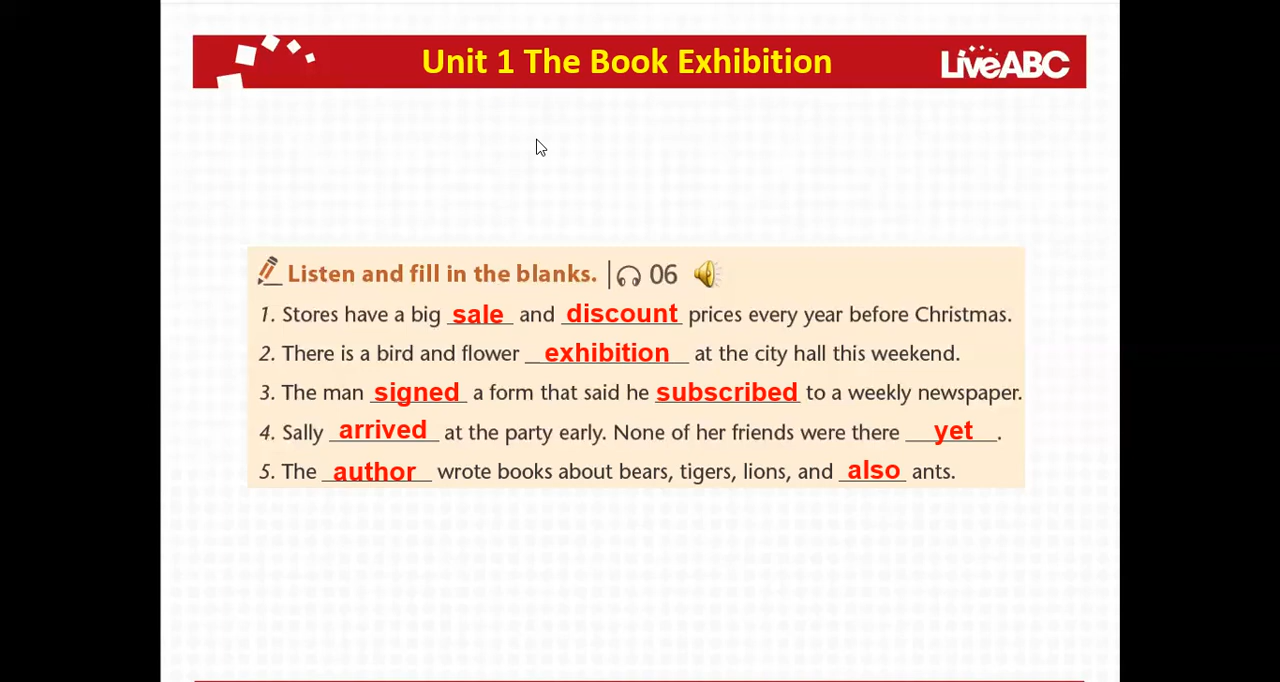 Unit 1 The Book Exhibition
LiveABC
Listen and fill in the blanks. 06
1. Stores have a big sale and discount prices every year before Christmas.
2. There is a bird and flower exhibition at the city hall this weekend.
3. The man signed a form that said he subscribed to a weekly newspaper.
4. Sally arrived at the party early. None of her friends were there yet.
5. The author wrote books about bears, tigers, lions, and also ants.